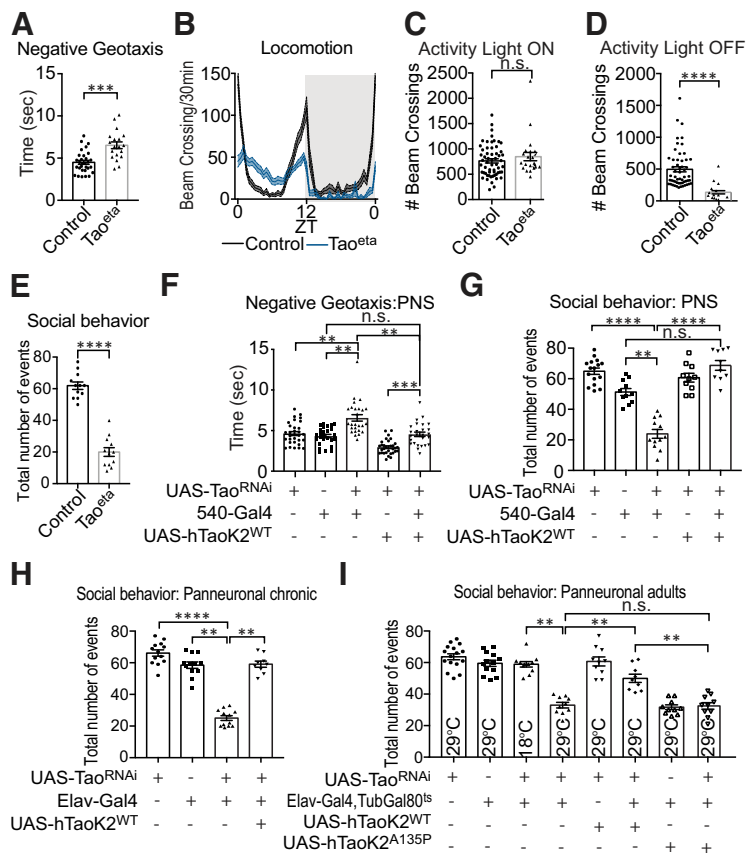 A
Negative Geotaxis
***
Time (sec)
15
10
5
0
Control
Tao^eta
B
Locomotion
Beam Crossing/30min
150
100
50
0
0
12
0
ZT
Control
Tao^eta
C
Activity Light ON
n.s.
# Beam Crossings
2500
2000
1500
1000
500
0
Control
Tao^eta
D
Activity Light OFF
****
# Beam Crossings
2000
1500
1000
500
0
Control
Tao^eta
E
Social behavior
****
Total number of events
80
60
40
20
0
Control
Tao^eta
F
Negative Geotaxis:PNS
n.s.
**
**
**
***
Time (sec)
15
10
5
0
UAS-Tao^RNAi + - + - +
540-Gal4 - + + - +
UAS-hTaoK2^WT - - - + +
G
Social behavior: PNS
**** ****
n.s.
**
Total number of events
80
60
40
20
0
UAS-Tao^RNAi + - + - +
540-Gal4 - + + - +
UAS-hTaoK2^WT - - - + +
H
Social behavior: Panneuronal chronic
****
** **
Total number of events
80
60
40
20
0
UAS-Tao^RNAi + - + +
Elav-Gal4 - + + +
UAS-hTaoK2^WT - - - +
I
Social behavior: Panneuronal adults
n.s.
** **
**
Total number of events
80
60
40
20
0
29°C 29°C 18°C 29°C 29°C 29°C 29°C 29°C
UAS-Tao^RNAi + - + + + + - +
Elav-Gal4,TubGal80^ts - + + + - + - +
UAS-hTaoK2^WT - - - - + + - -
UAS-hTaoK2^A135P - - - - - - + +